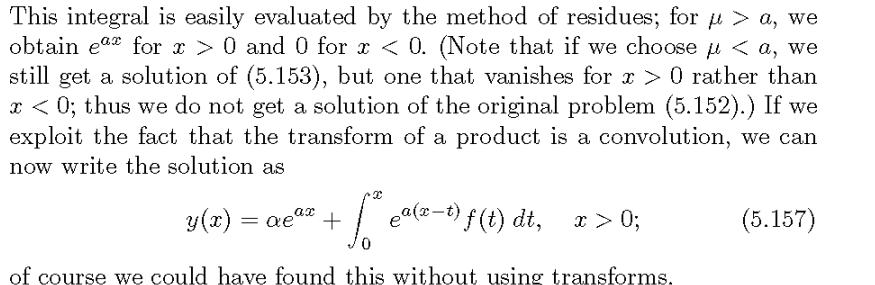 This integral is easily evaluated by the method of residues; for μ > a, we
obtain e^{ax} for x > 0 and 0 for x < 0. (Note that if we choose μ < a, we
still get a solution of (5.153), but one that vanishes for x > 0 rather than
x < 0; thus we do not get a solution of the original problem (5.152).) If we
exploit the fact that the transform of a product is a convolution, we can
now write the solution as
y(x) = αe^{ax} + ∫_0^x e^{a(x−t)} f(t) dt, x > 0; (5.157)
of course we could have found this without using transforms.